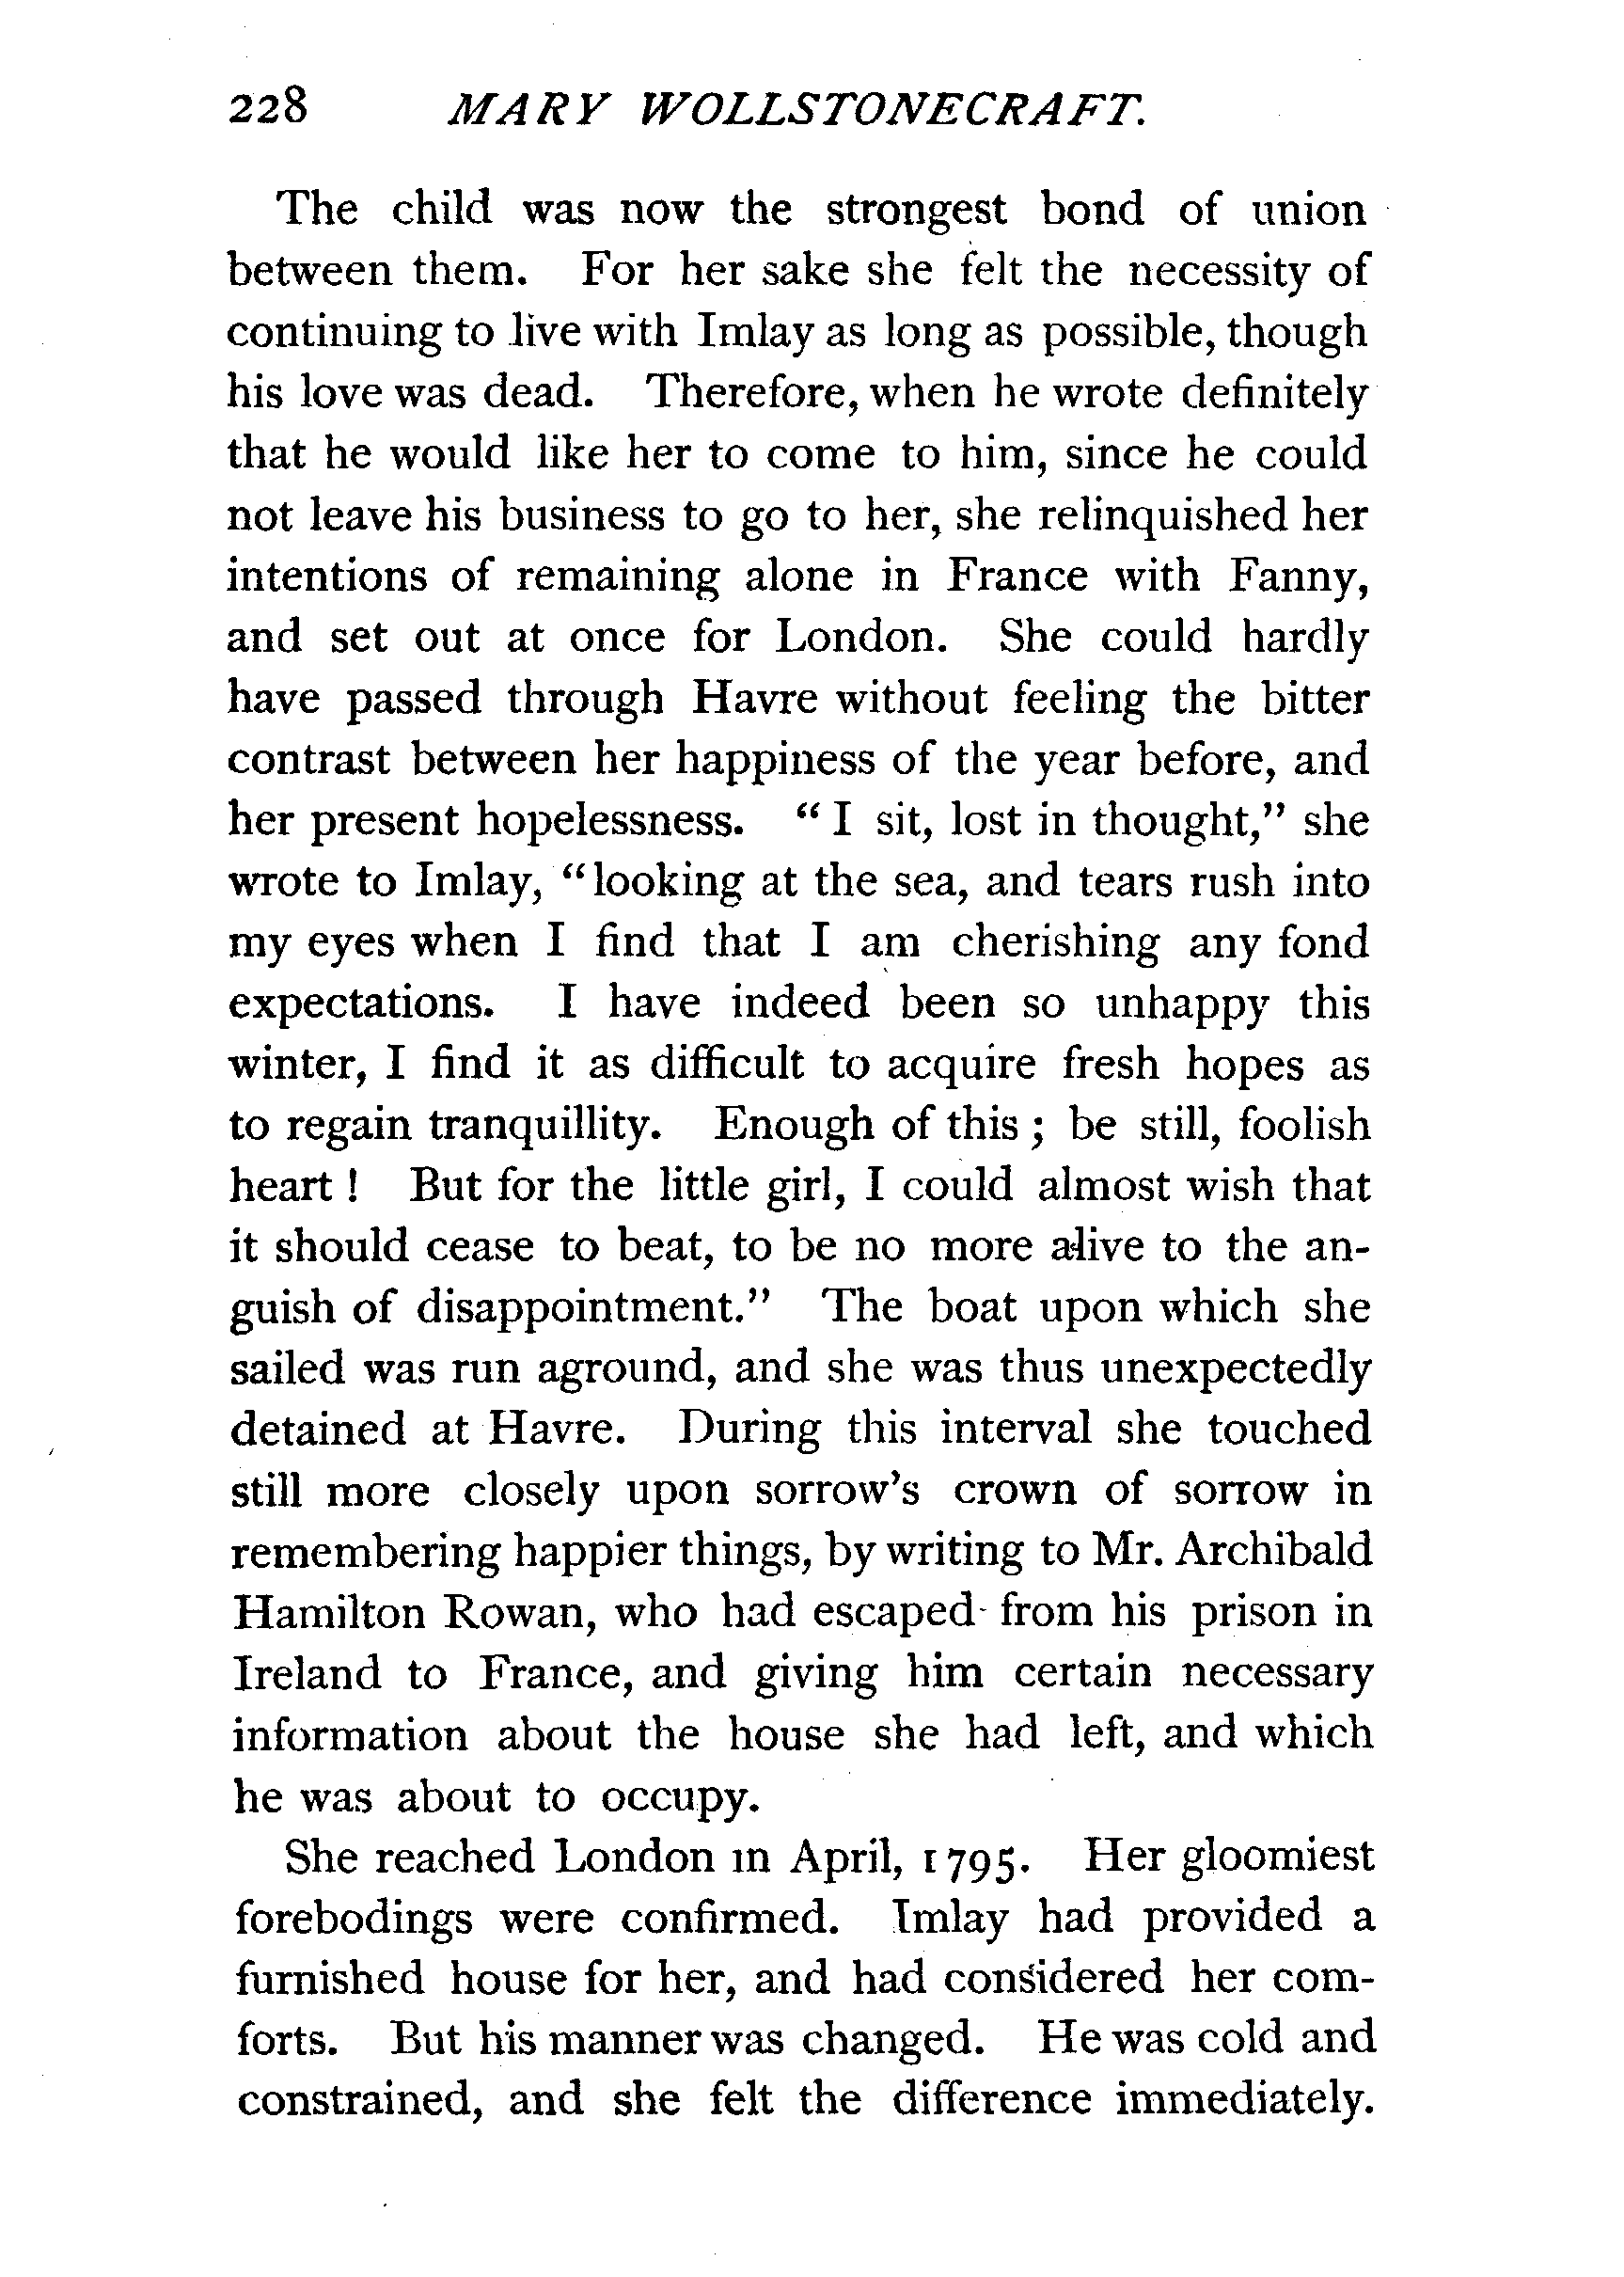 228 MARY WOLLSTONECRAFT.
The child was now the strongest bond of union
between them. For her sake she felt the necessity of
continuing to live with Imlay as long as possible, though
his love was dead. Therefore, when he wrote definitely
that he would like her to come to him, since he could
not leave his business to go to her, she relinquished her
intentions of remaining alone in France with Fanny,
and set out at once for London. She could hardly
have passed through Havre without feeling the bitter
contrast between her happiness of the year before, and
her present hopelessness. “ I sit, lost in thought,” she
wrote to Imlay, “looking at the sea, and tears rush into
my eyes when I find that I am cherishing any fond
expectations. I have indeed been so unhappy this
winter, I find it as difficult to acquire fresh hopes as
to regain tranquillity. Enough of this ; be still, foolish
heart ! But for the little girl, I could almost wish that
it should cease to beat, to be no more alive to the an-
guish of disappointment.” The boat upon which she
sailed was run aground, and she was thus unexpectedly
detained at Havre. During this interval she touched
still more closely upon sorrow’s crown of sorrow in
remembering happier things, by writing to Mr. Archibald
Hamilton Rowan, who had escaped from his prison in
Ireland to France, and giving him certain necessary
information about the house she had left, and which
he was about to occupy.
She reached London in April, 1795. Her gloomiest
forebodings were confirmed. Imlay had provided a
furnished house for her, and had considered her com-
forts. But his manner was changed. He was cold and
constrained, and she felt the difference immediately.